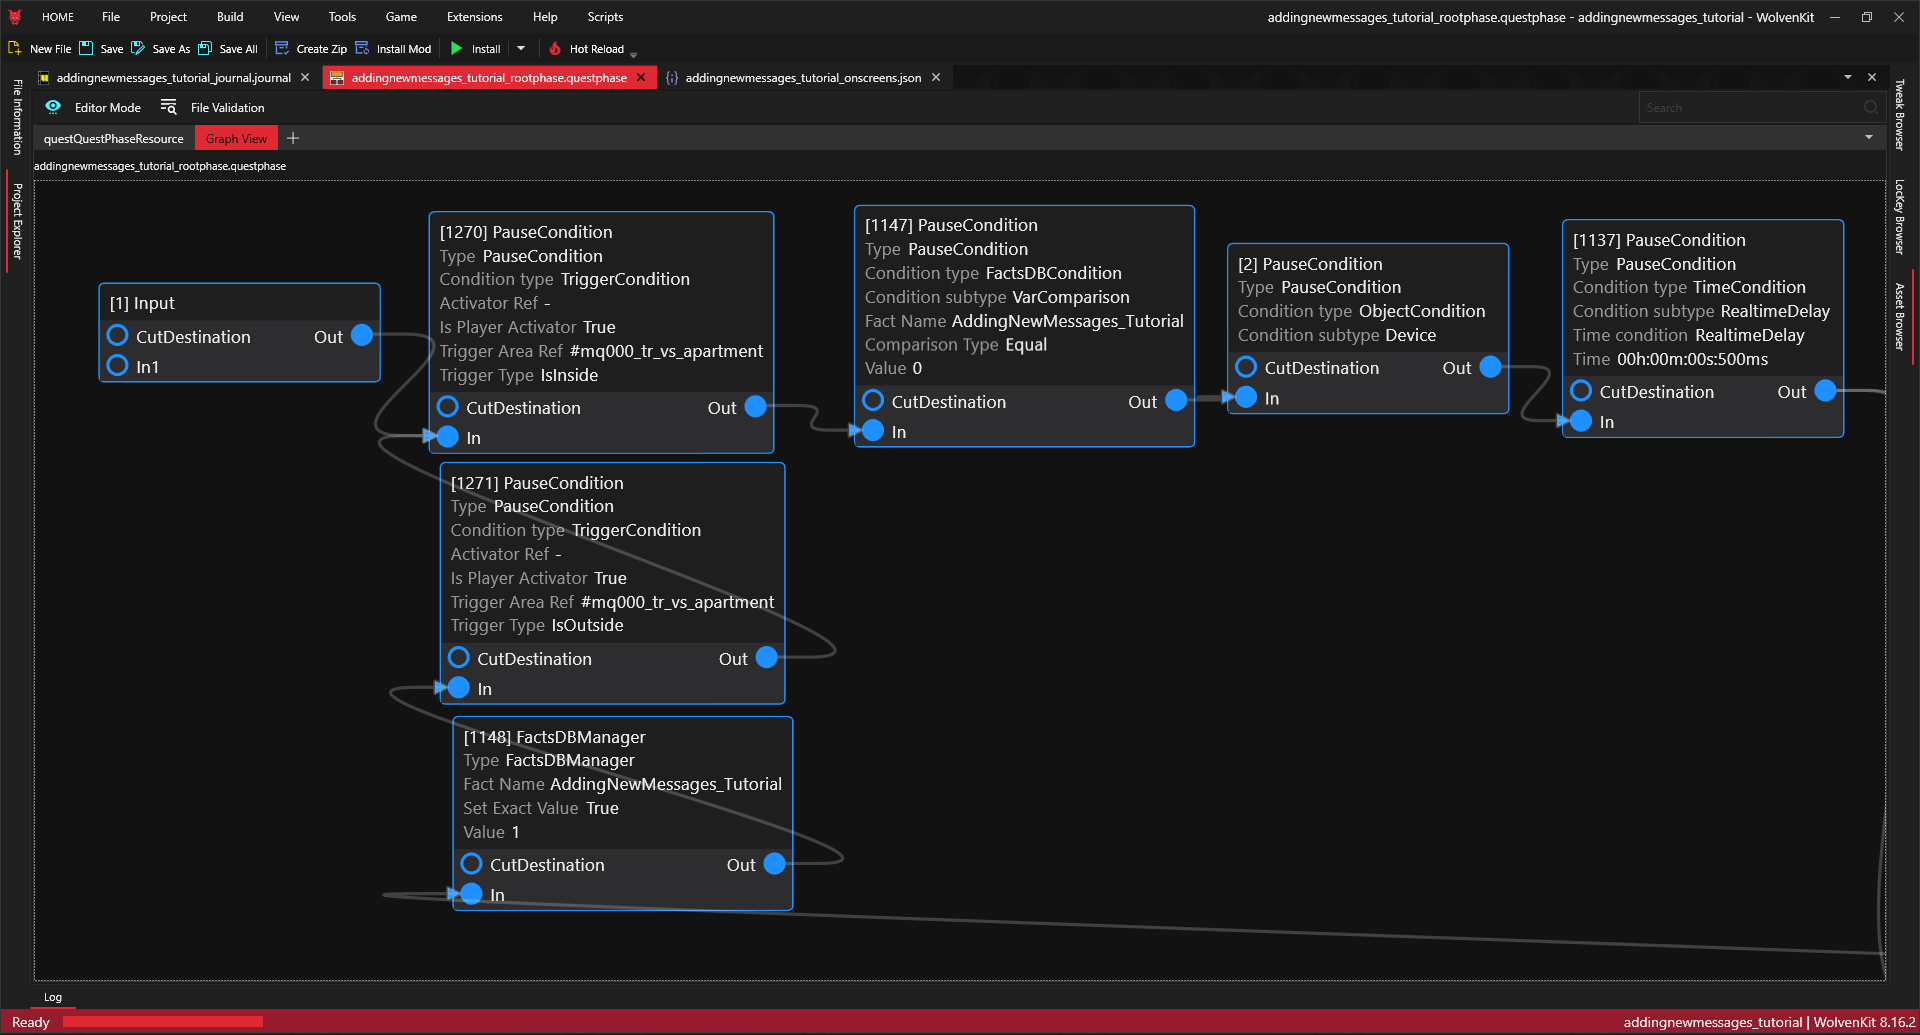 HOME File Project Build View Tools Game Extensions Help Scripts
addingnewmessages_tutorial_rootphase.questphase - addingnewmessages_tutorial - WolvenKit
New File Save Save As Save All Create Zip Install Mod Install Hot Reload
addingnewmessages_tutorial_journal.journal
addingnewmessages_tutorial_rootphase.questphase
addingnewmessages_tutorial_onscreens.json
Editor Mode File Validation
Search
questQuestPhaseResource Graph View
addingnewmessages_tutorial_rootphase.questphase
File Information
Project Explorer
Tweak Browser
LocKey Browser
Asset Browser
[1] Input
CutDestination Out
In1
[1270] PauseCondition
Type PauseCondition
Condition type TriggerCondition
Activator Ref -
Is Player Activator True
Trigger Area Ref #mq000_tr_vs_apartment
Trigger Type IsInside
CutDestination Out
In
[1147] PauseCondition
Type PauseCondition
Condition type FactsDBCondition
Condition subtype VarComparison
Fact Name AddingNewMessages_Tutorial
Comparison Type Equal
Value 0
CutDestination Out
In
[2] PauseCondition
Type PauseCondition
Condition type ObjectCondition
Condition subtype Device
CutDestination Out
In
[1137] PauseCondition
Type PauseCondition
Condition type TimeCondition
Condition subtype RealtimeDelay
Time condition RealtimeDelay
Time 00h:00m:00s:500ms
CutDestination Out
In
[1271] PauseCondition
Type PauseCondition
Condition type TriggerCondition
Activator Ref -
Is Player Activator True
Trigger Area Ref #mq000_tr_vs_apartment
Trigger Type IsOutside
CutDestination Out
In
[1148] FactsDBManager
Type FactsDBManager
Fact Name AddingNewMessages_Tutorial
Set Exact Value True
Value 1
CutDestination Out
In
Log
Ready
addingnewmessages_tutorial | WolvenKit 8.16.2